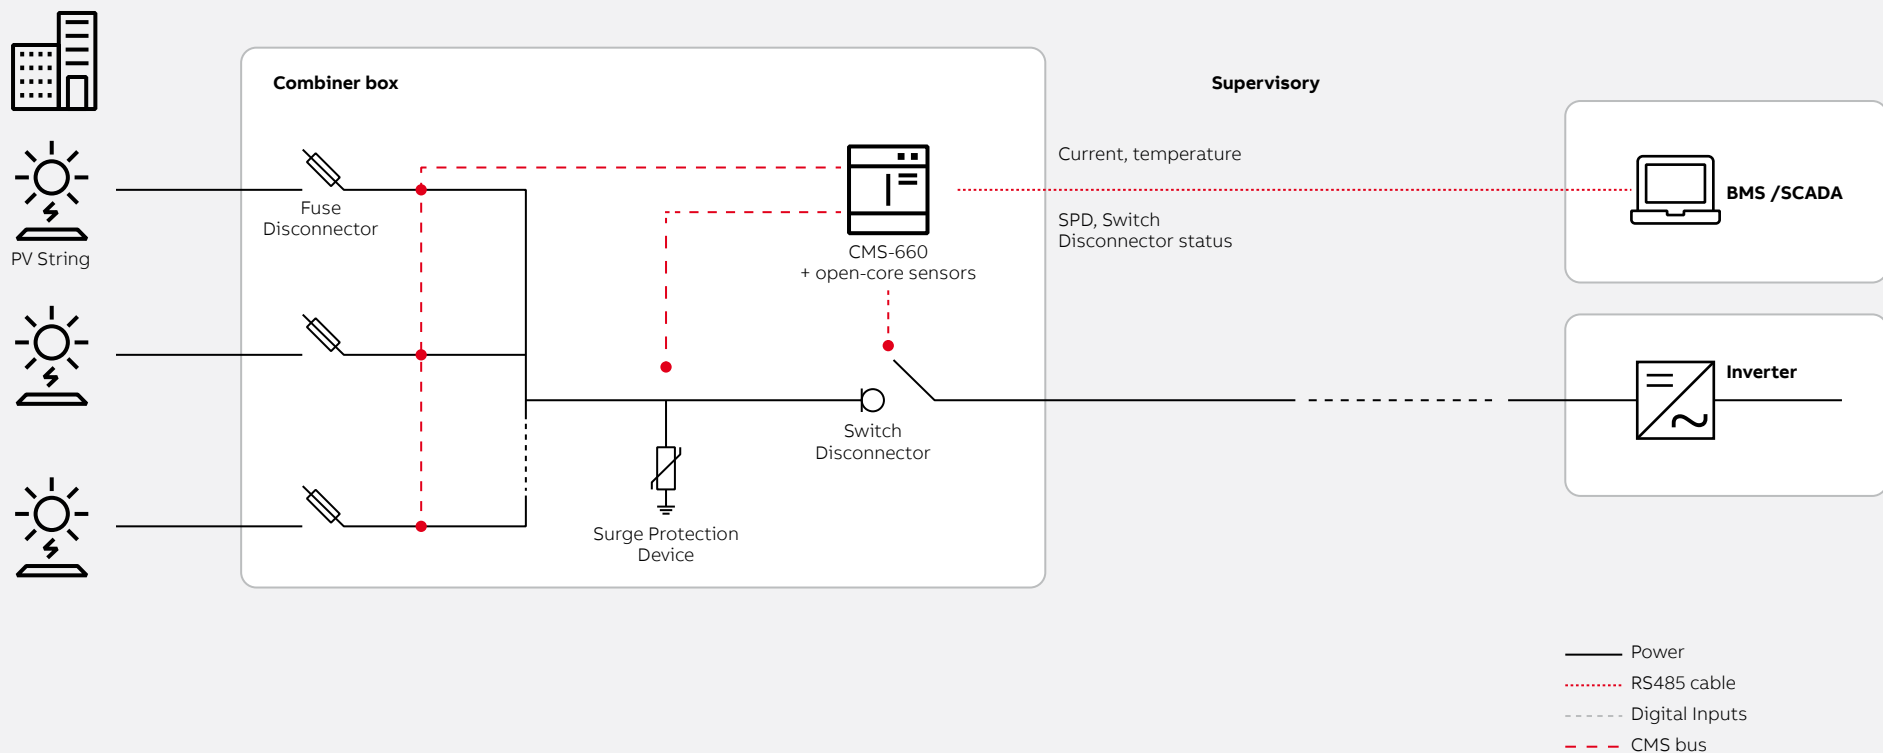 Combiner box
Supervisory
Current, temperature
BMS /SCADA
Fuse
Disconnector
SPD, Switch
Disconnector status
PV String
CMS-660
+ open-core sensors
Inverter
Switch
Disconnector
Surge Protection
Device
Power
RS485 cable
Digital Inputs
CMS bus